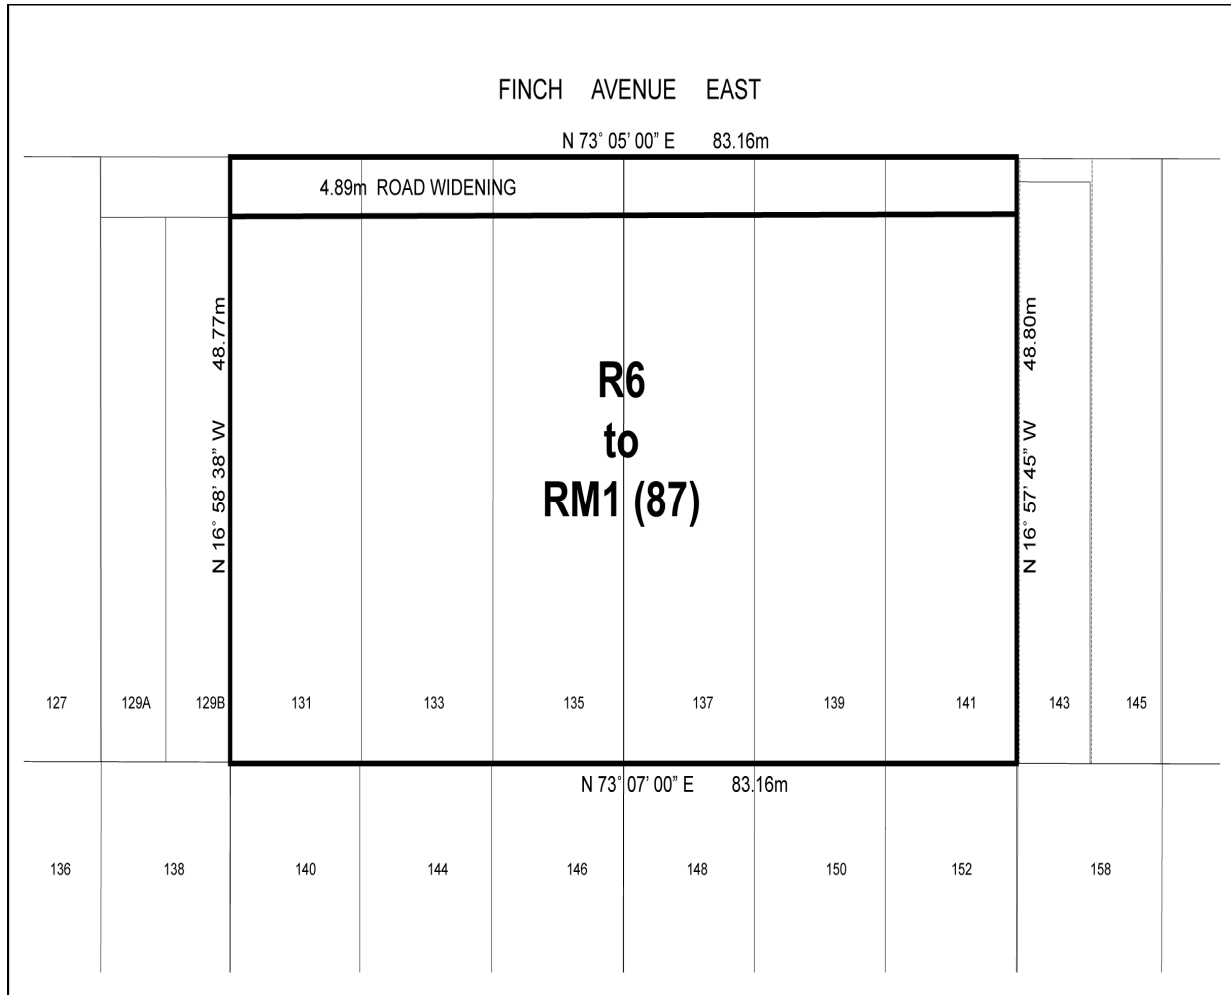 FINCH AVENUE EAST
N 73° 05' 00" E 83.16m
4.89m ROAD WIDENING
N 16° 58' 38" W 48.77m
N 16° 57' 45" W 48.80m
R6
to
RM1 (87)
127 129A 129B 131 133 135 137 139 141 143 145
N 73° 07' 00" E 83.16m
136 138 140 144 146 148 150 152 158